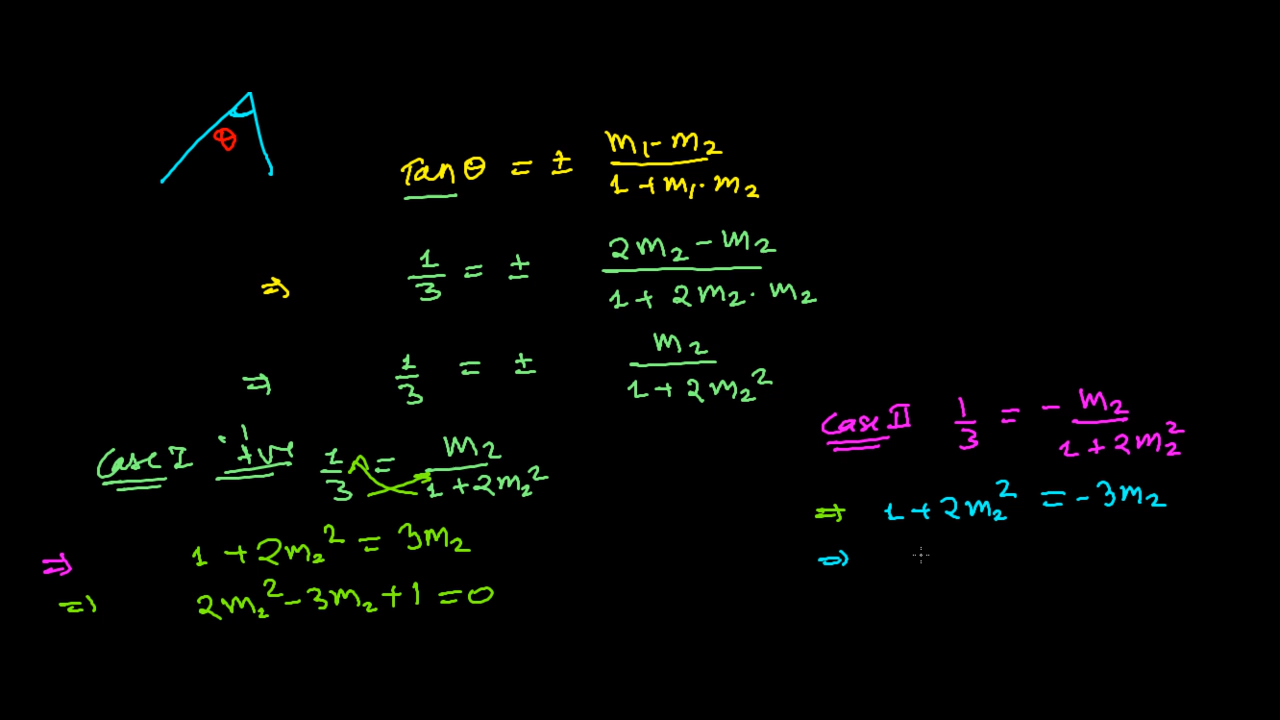 θ
Tan θ = ± m₁ - m₂ / 1 + m₁ · m₂
⇒ 1/3 = ± 2m₂ - m₂ / 1 + 2m₂ · m₂
⇒ 1/3 = ± m₂ / 1 + 2m₂²
Case I '+ve 1/3 = m₂ / 1 + 2m₂²
⇒ 1 + 2m₂² = 3m₂
⇒ 2m₂² - 3m₂ + 1 = 0
Case II 1/3 = - m₂ / 1 + 2m₂²
⇒ 1 + 2m₂² = -3m₂
⇒